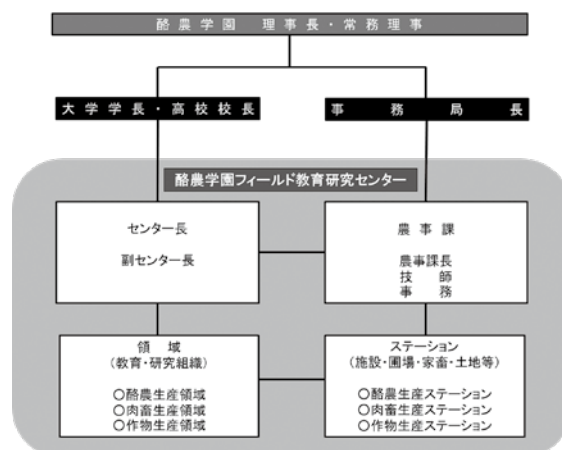 酪農学園 理事長・常務理事
大学学長・高校校長
事務局長
酪農学園フィールド教育研究センター
センター長
副センター長
農事課
農事課長
技師
事務
領域
(教育・研究組織)
○酪農生産領域
○肉畜生産領域
○作物生産領域
ステーション
(施設・圃場・家畜・土地等)
○酪農生産ステーション
○肉畜生産ステーション
○作物生産ステーション